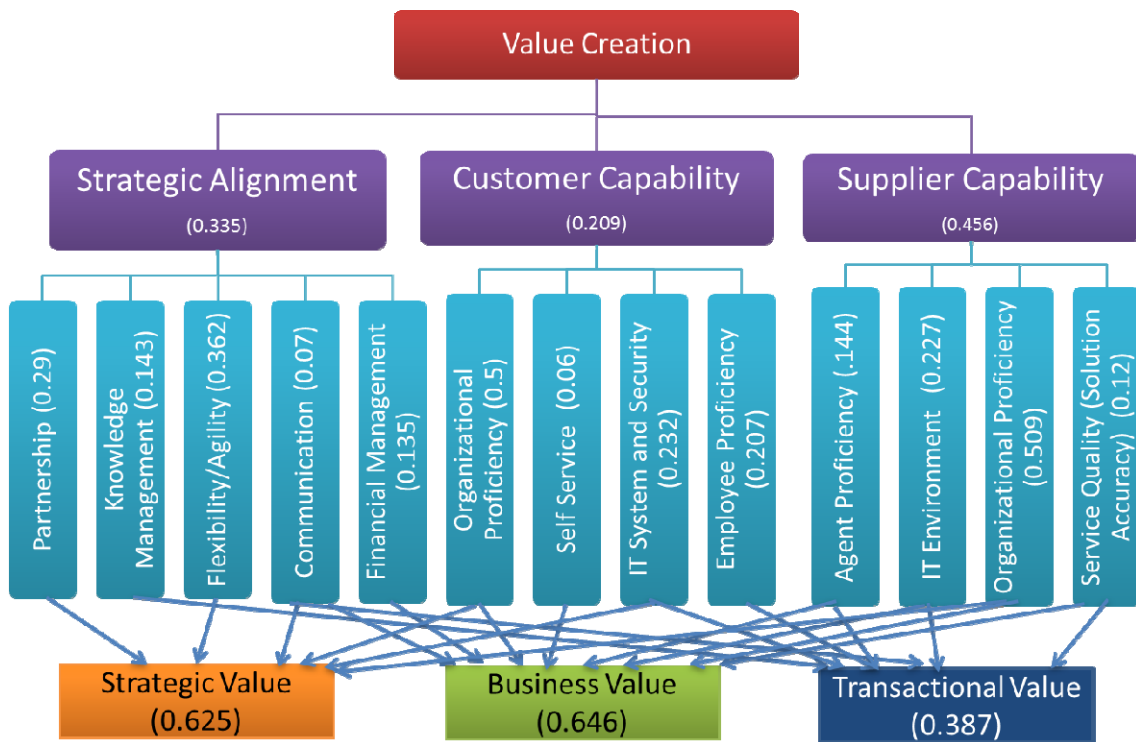 Value Creation
Strategic Alignment
(0.335)
Customer Capability
(0.209)
Supplier Capability
(0.456)
Partnership (0.29)
Knowledge
Management (0.143)
Flexibility/Agility (0.362)
Communication (0.07)
Financial Management
(0.135)
Organizational
Proficiency (0.5)
Self Service (0.06)
IT System and Security
(0.232)
Employee Proficiency
(0.207)
Agent Proficiency (.144)
IT Environment (0.227)
Organizational Proficiency
(0.509)
Service Quality (Solution
Accuracy) (0.12)
Strategic Value
(0.625)
Business Value
(0.646)
Transactional Value
(0.387)